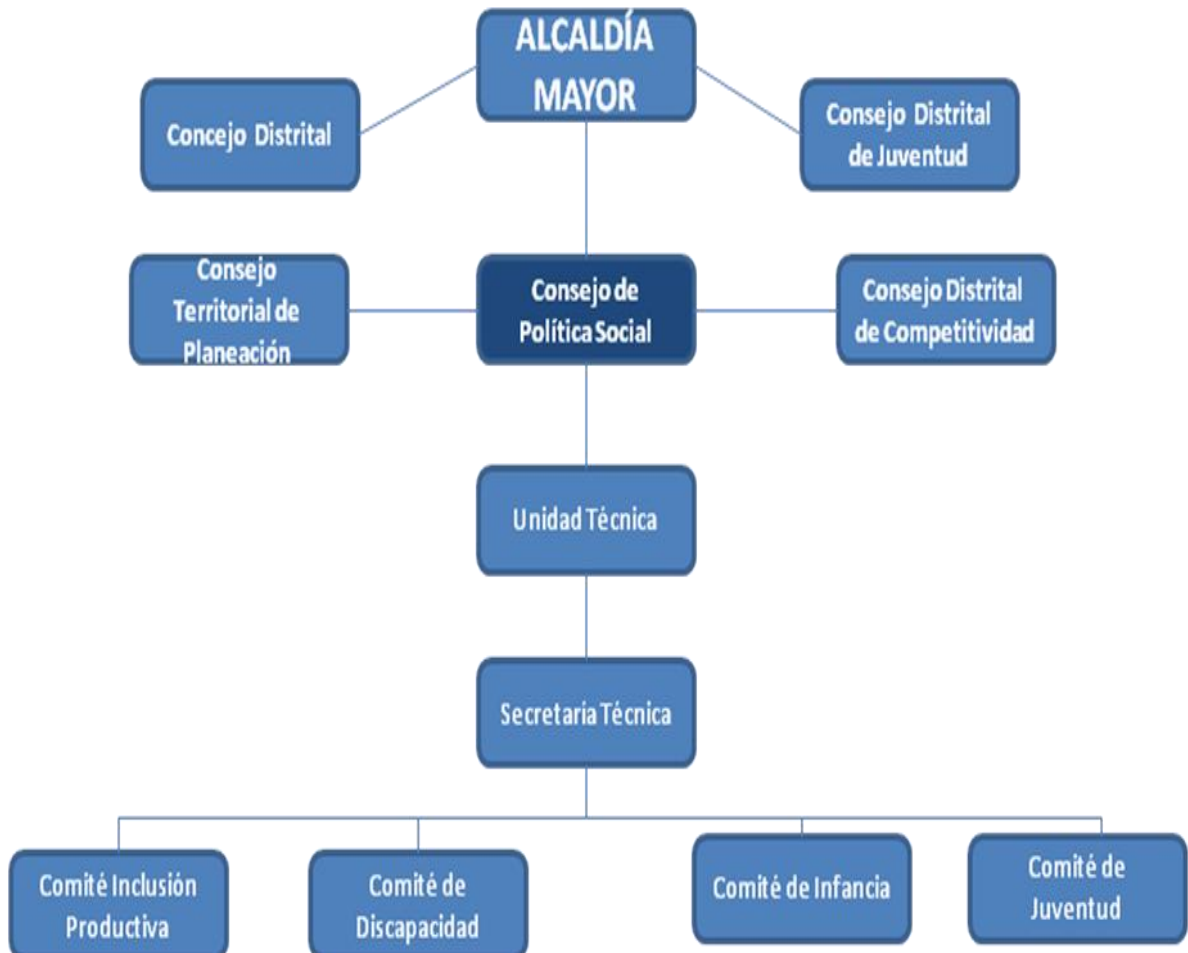 ALCALDÍA
MAYOR
Concejo Distrital
Consejo Distrital
de Juventud
Consejo
Territorial de
Planeación
Consejo de
Política Social
Consejo Distrital
de Competitividad
Unidad Técnica
Secretaría Técnica
Comité Inclusión
Productiva
Comité de
Discapacidad
Comité de Infancia
Comité de
Juventud